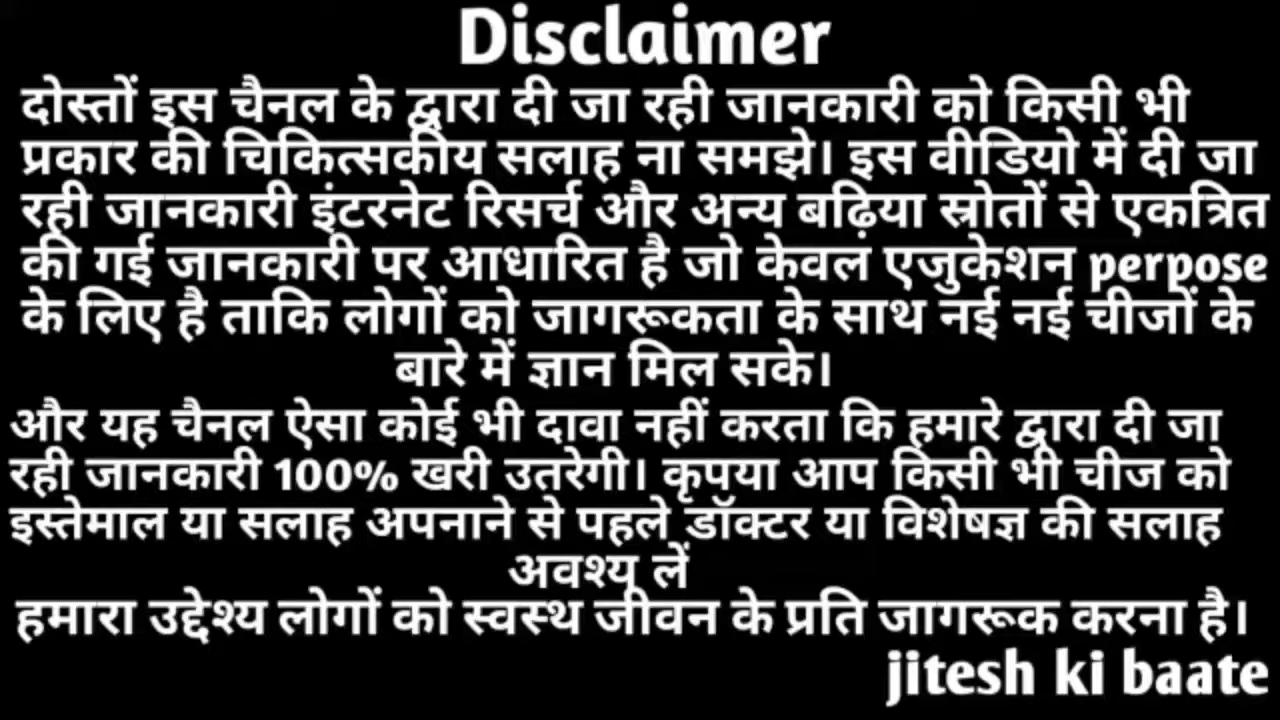 Disclaimer
दोस्तों इस चैनल के द्वारा दी जा रही जानकारी को किसी भी
प्रकार की चिकित्सकीय सलाह ना समझे। इस वीडियो में दी जा
रही जानकारी इंटरनेट रिसर्च और अन्य बढ़िया स्रोतों से एकत्रित
की गई जानकारी पर आधारित है जो केवल एजुकेशन perpose
के लिए है ताकि लोगों को जागरूकता के साथ नई नई चीजों के
बारे में ज्ञान मिल सके।
और यह चैनल ऐसा कोई भी दावा नहीं करता कि हमारे द्वारा दी जा
रही जानकारी 100% खरी उतरेगी। कृपया आप किसी भी चीज को
इस्तेमाल या सलाह अपनाने से पहले डॉक्टर या विशेषज्ञ की सलाह
अवश्य लें
हमारा उद्देश्य लोगों को स्वस्थ जीवन के प्रति जागरूक करना है।
jitesh ki baate